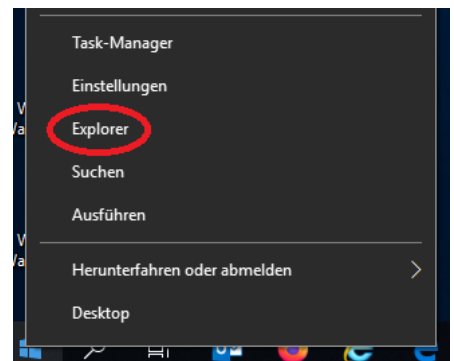 Task-Manager
Einstellungen
Explorer
Suchen
Ausführen
Herunterfahren oder abmelden
Desktop